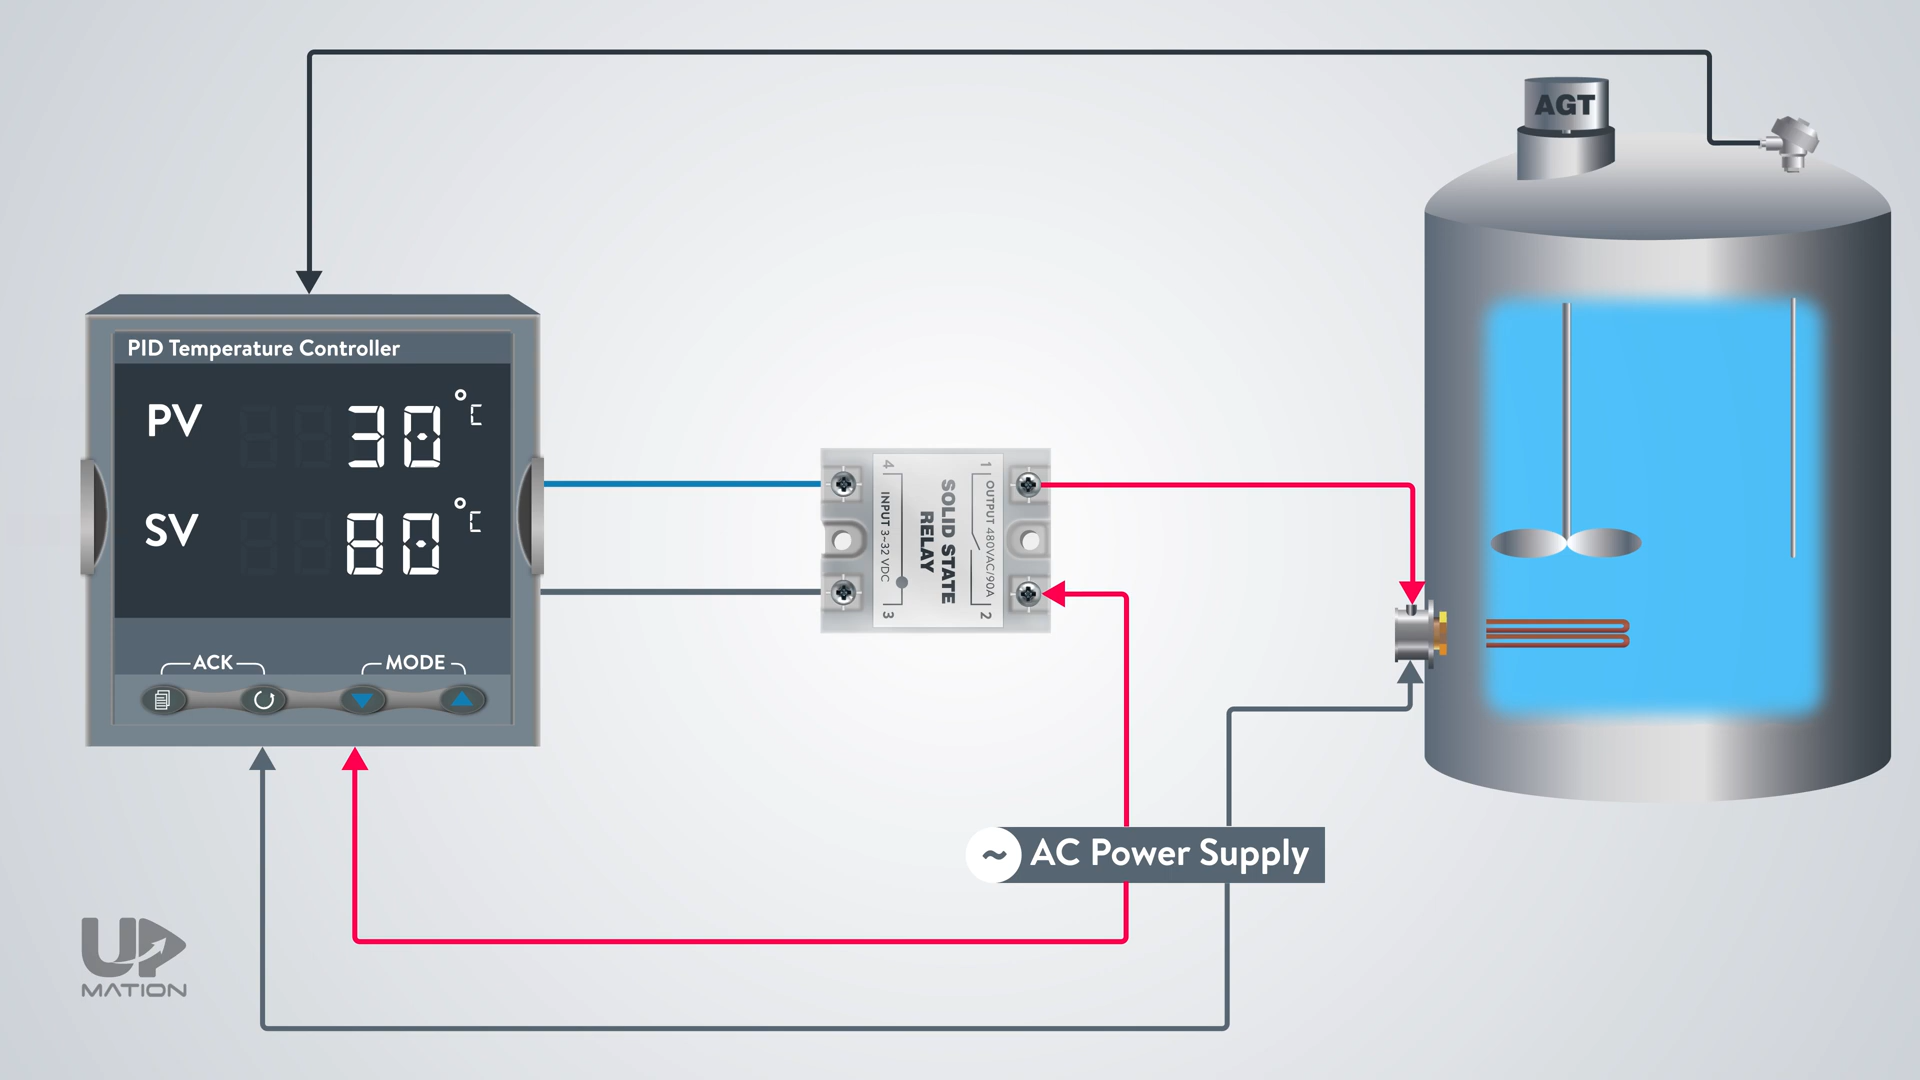 AGT
PID Temperature Controller
PV 30 °C
SV 80 °C
ACK
MODE
4
INPUT 3-32 VDC
3
SOLID STATE
RELAY
1
OUTPUT 480VAC/90A
2
~ AC Power Supply
UP
MATION